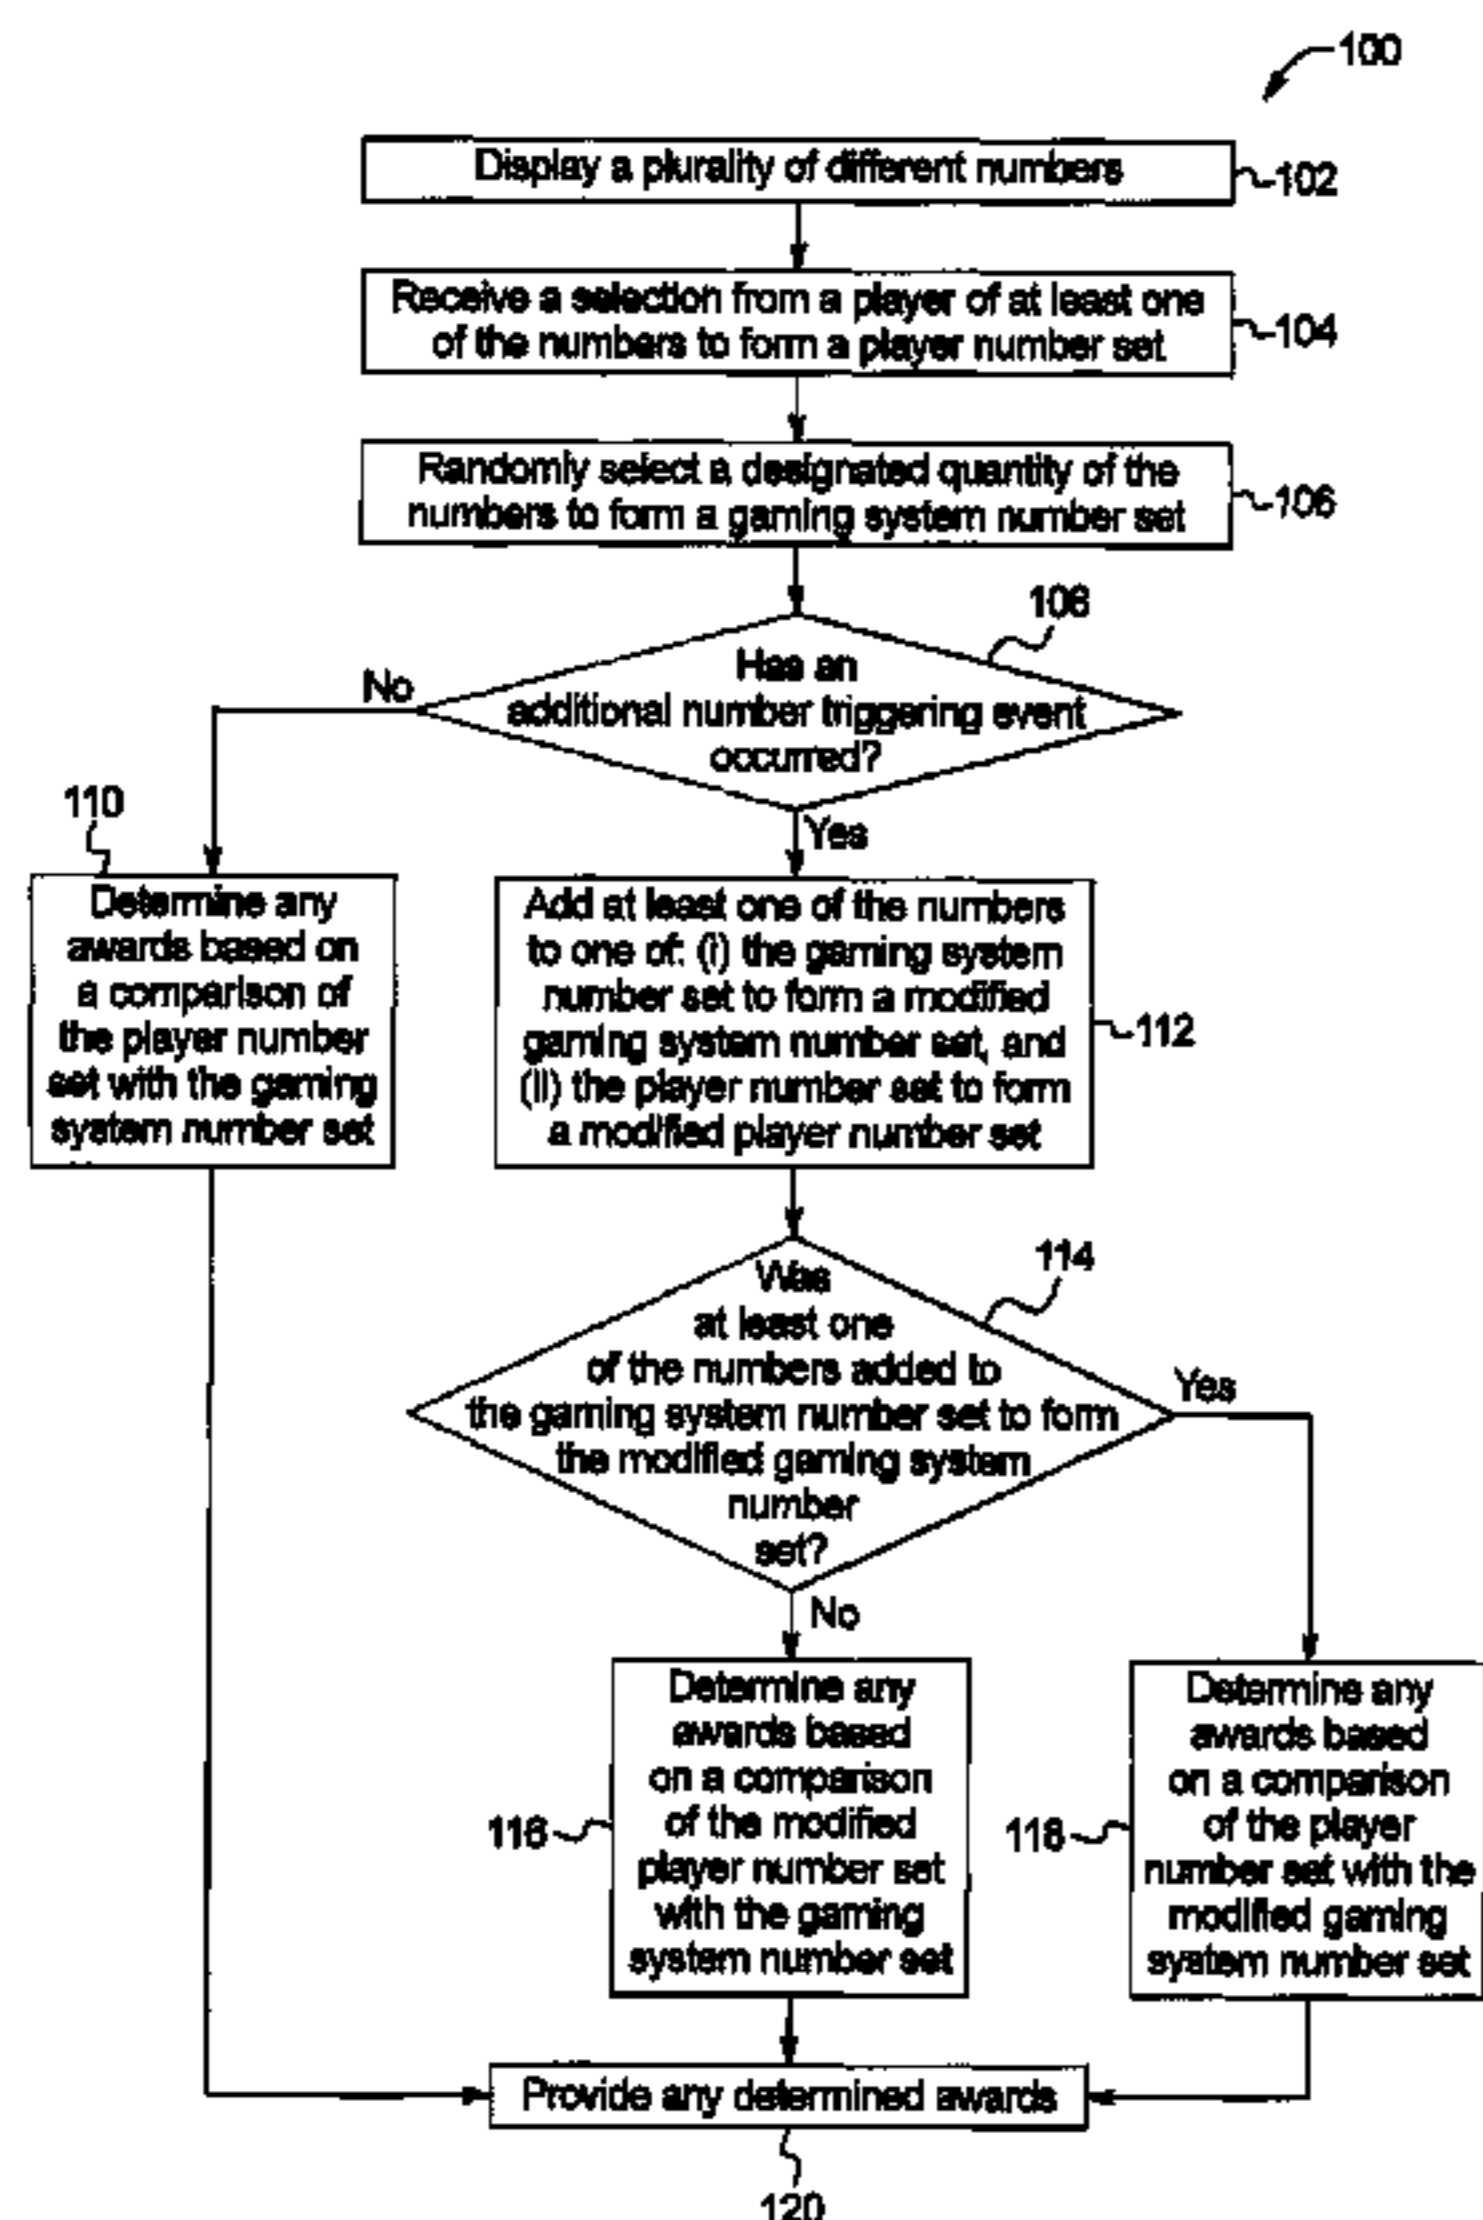 100
Display a plurality of different numbers
102
Receive a selection from a player of at least one
of the numbers to form a player number set
104
Randomly select a designated quantity of the
numbers to form a gaming system number set
106
108
Has an
additional number triggering event
occurred?
No
Yes
110
Determine any
awards based on
a comparison of
the player number
set with the gaming
system number set
Add at least one of the numbers
to one of: (i) the gaming system
number set to form a modified
gaming system number set, and
(ii) the player number set to form
a modified player number set
112
114
Was
at least one
of the numbers added to
the gaming system number set to form
the modified gaming system
number
set?
Yes
No
Determine any
awards based
on a comparison
of the modified
player number set
with the gaming
system number set
116
Determine any
awards based
on a comparison
of the player
number set with the
modified gaming
system number set
118
Provide any determined awards
120